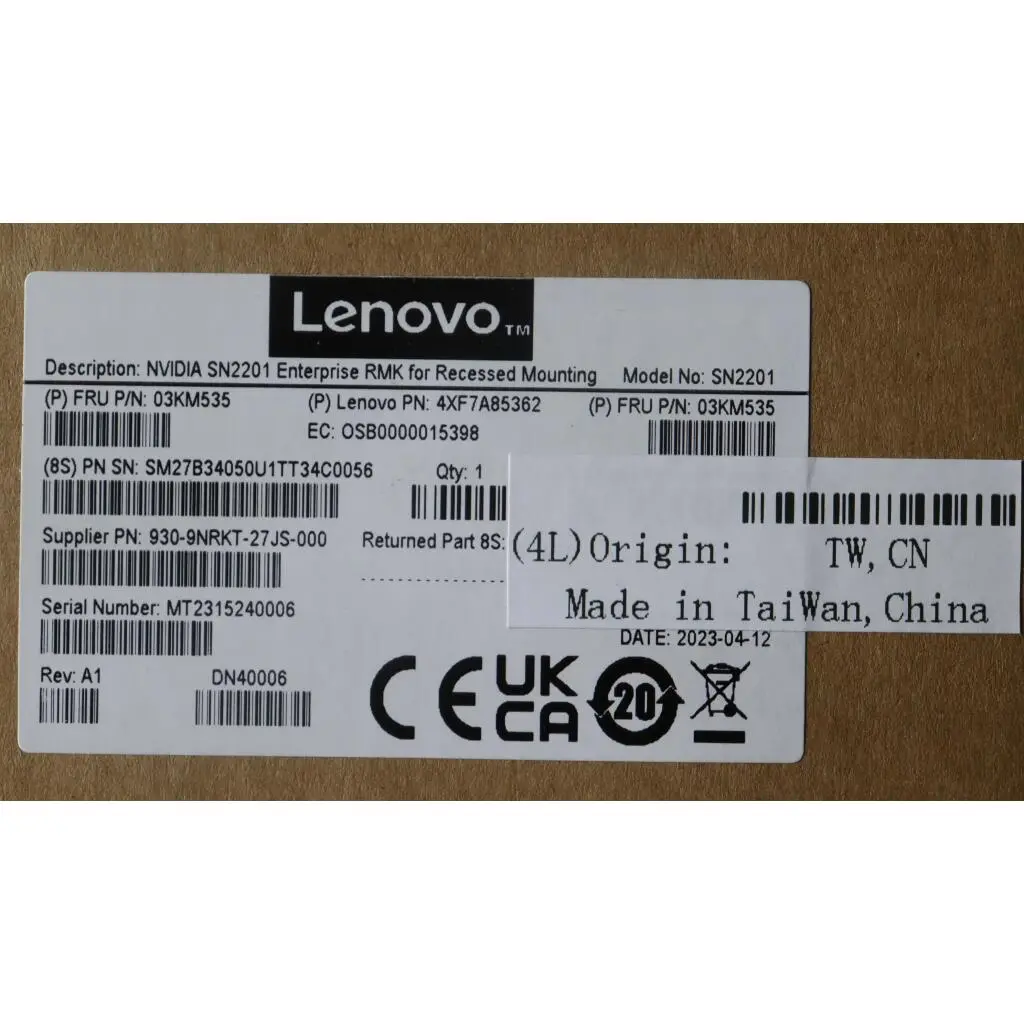 Lenovo™
Description: NVIDIA SN2201 Enterprise RMK for Recessed Mounting Model No: SN2201
(P) FRU P/N: 03KM535 (P) Lenovo PN: 4XF7A85362 (P) FRU P/N: 03KM535
EC: OSB0000015398
(8S) PN SN: SM27B34050U1TT34C0056 Qty: 1
Supplier PN: 930-9NRKT-27JS-000 Returned Part 8S:
(4L)Origin: TW,CN
Made in TaiWan,China
Serial Number: MT2315240006
DATE: 2023-04-12
Rev: A1 DN40006
CE UK
CA
20